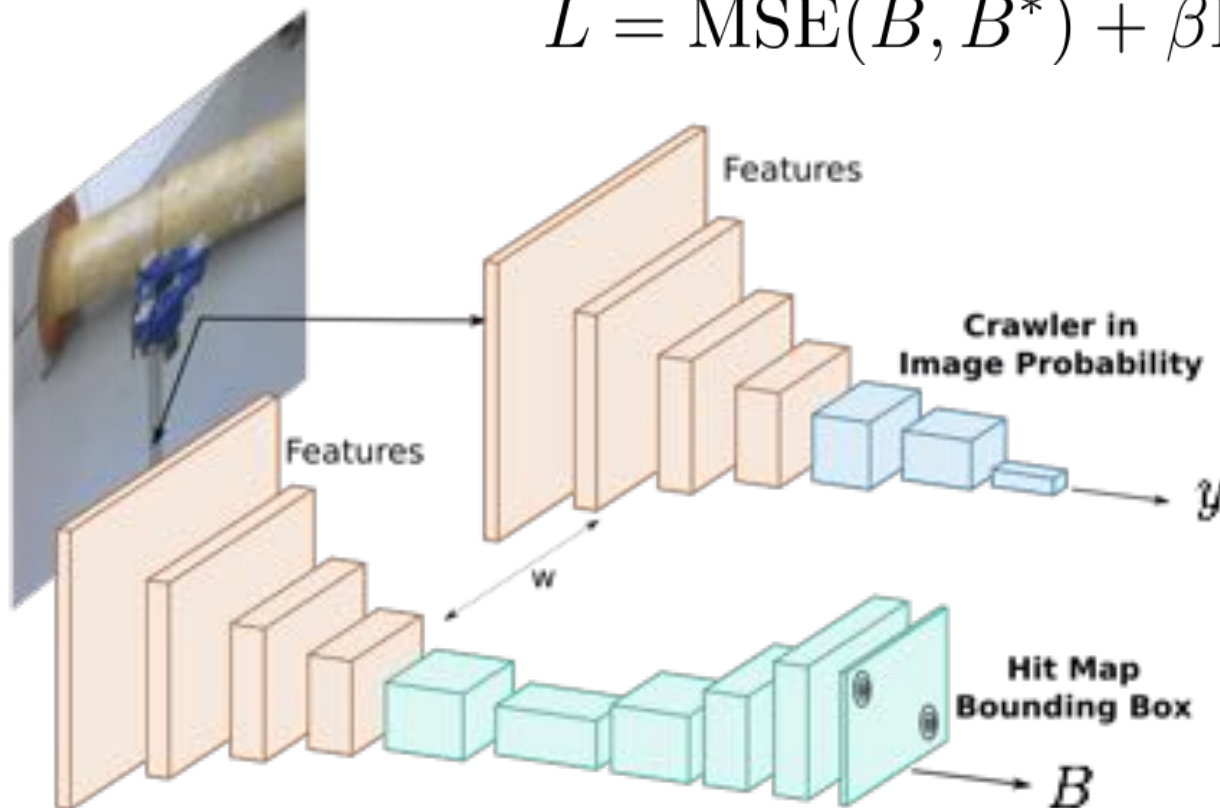 L = MSE(B, B*) + β
Features
Crawler in
Image Probability
Features
y
w
Hit Map
Bounding Box
B